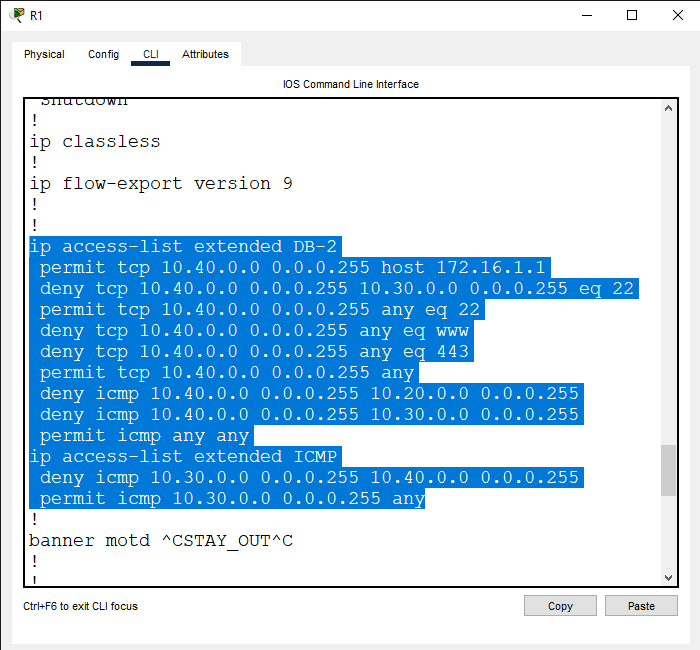 R1
Physical Config CLI Attributes
IOS Command Line Interface
shutdown
!
ip classless
!
ip flow-export version 9
!
!
ip access-list extended DB-2
permit tcp 10.40.0.0 0.0.0.255 host 172.16.1.1
deny tcp 10.40.0.0 0.0.0.255 10.30.0.0 0.0.0.255 eq 22
permit tcp 10.40.0.0 0.0.0.255 any eq 22
deny tcp 10.40.0.0 0.0.0.255 any eq www
deny tcp 10.40.0.0 0.0.0.255 any eq 443
permit tcp 10.40.0.0 0.0.0.255 any
deny icmp 10.40.0.0 0.0.0.255 10.20.0.0 0.0.0.255
deny icmp 10.40.0.0 0.0.0.255 10.30.0.0 0.0.0.255
permit icmp any any
ip access-list extended ICMP
deny icmp 10.30.0.0 0.0.0.255 10.40.0.0 0.0.0.255
permit icmp 10.30.0.0 0.0.0.255 any
!
banner motd ^CSTAY_OUT^C
!
!
Ctrl+F6 to exit CLI focus
Copy Paste